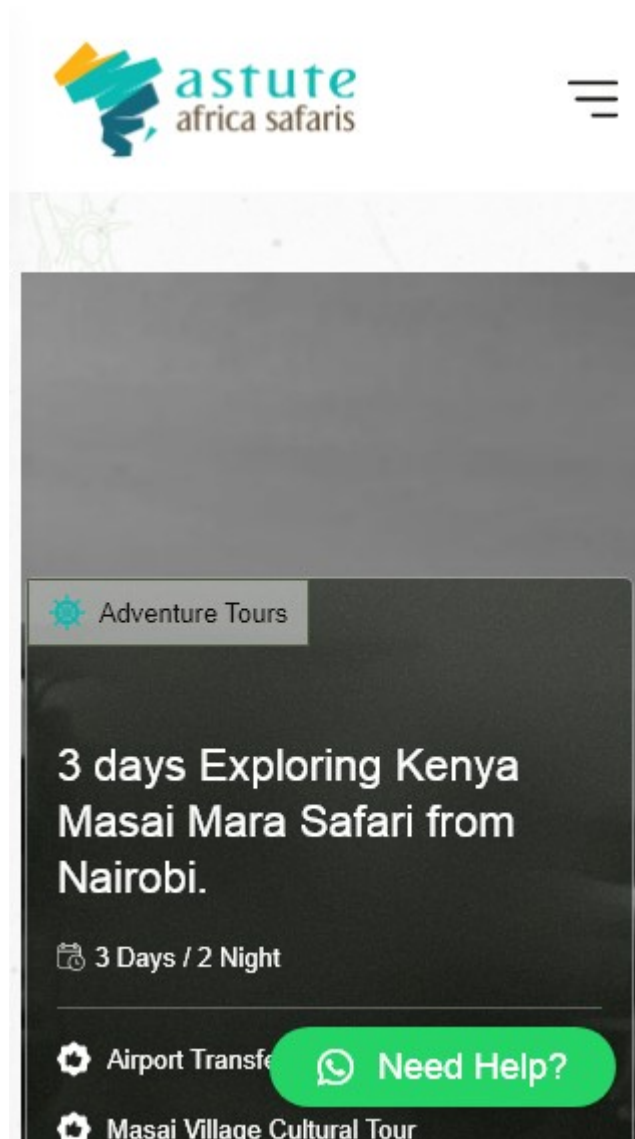 astute
africa safaris
Adventure Tours
3 days Exploring Kenya
Masai Mara Safari from
Nairobi.
3 Days / 2 Night
Airport Transfe
Need Help?
Masai Village Cultural Tour